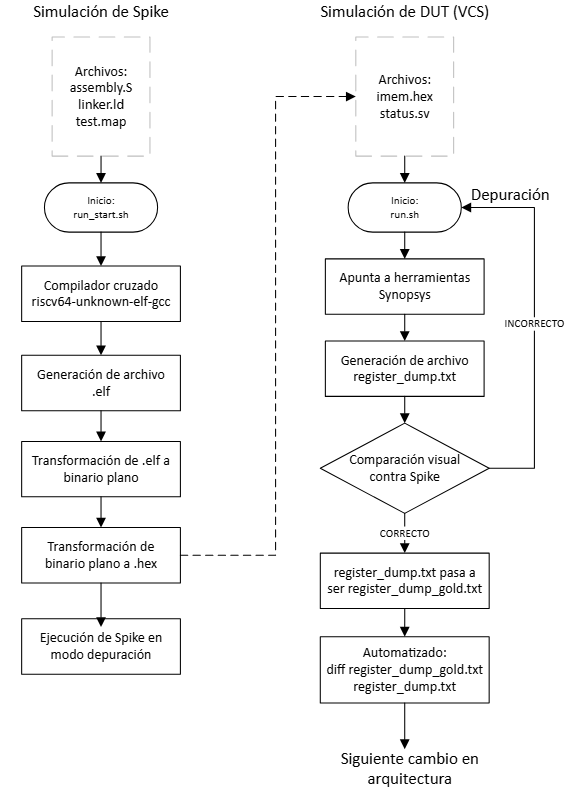 Simulación de Spike
Archivos:
assembly.S
linker.ld
test.map
Inicio:
run_start.sh
Compilador cruzado
riscv64-unknown-elf-gcc
Generación de archivo
.elf
Transformación de .elf a
binario plano
Transformación de
binario plano a .hex
Ejecución de Spike en
modo depuración
Simulación de DUT (VCS)
Archivos:
imem.hex
status.sv
Depuración
Inicio:
run.sh
Apunta a herramientas
Synopsys
INCORRECTO
Generación de archivo
register_dump.txt
Comparación visual
contra Spike
CORRECTO
register_dump.txt pasa a
ser register_dump_gold.txt
Automatizado:
diff register_dump_gold.txt
register_dump.txt
Siguiente cambio en
arquitectura